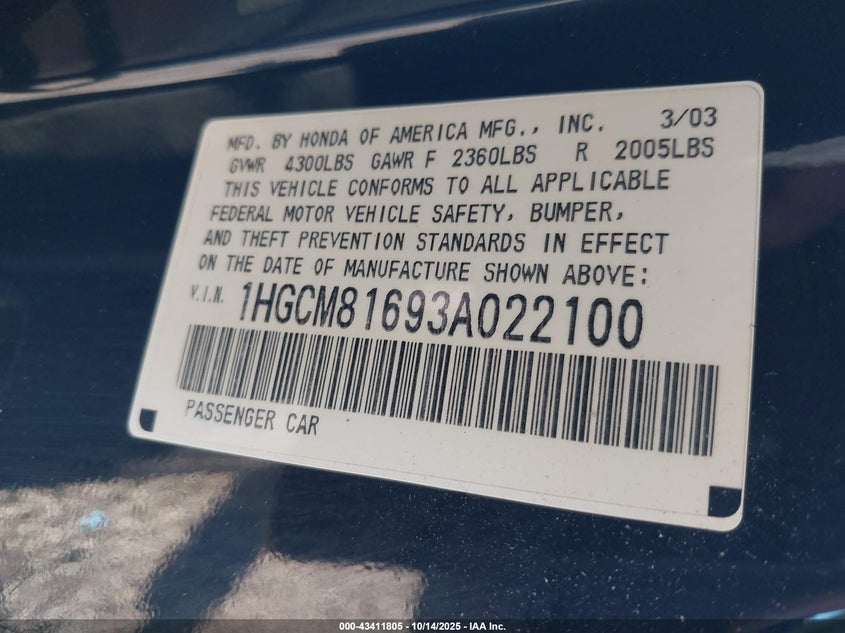 MFD. BY HONDA OF AMERICA MFG., INC. 3/03
GVWR 4300LBS GAWR F 2360LBS R 2005LBS
THIS VEHICLE CONFORMS TO ALL APPLICABLE
FEDERAL MOTOR VEHICLE SAFETY, BUMPER,
AND THEFT PREVENTION STANDARDS IN EFFECT
ON THE DATE OF MANUFACTURE SHOWN ABOVE:
V.I.N. 1HGCM81693A022100
PASSENGER CAR
000-43411805 - 10/14/2025 - IAA Inc.